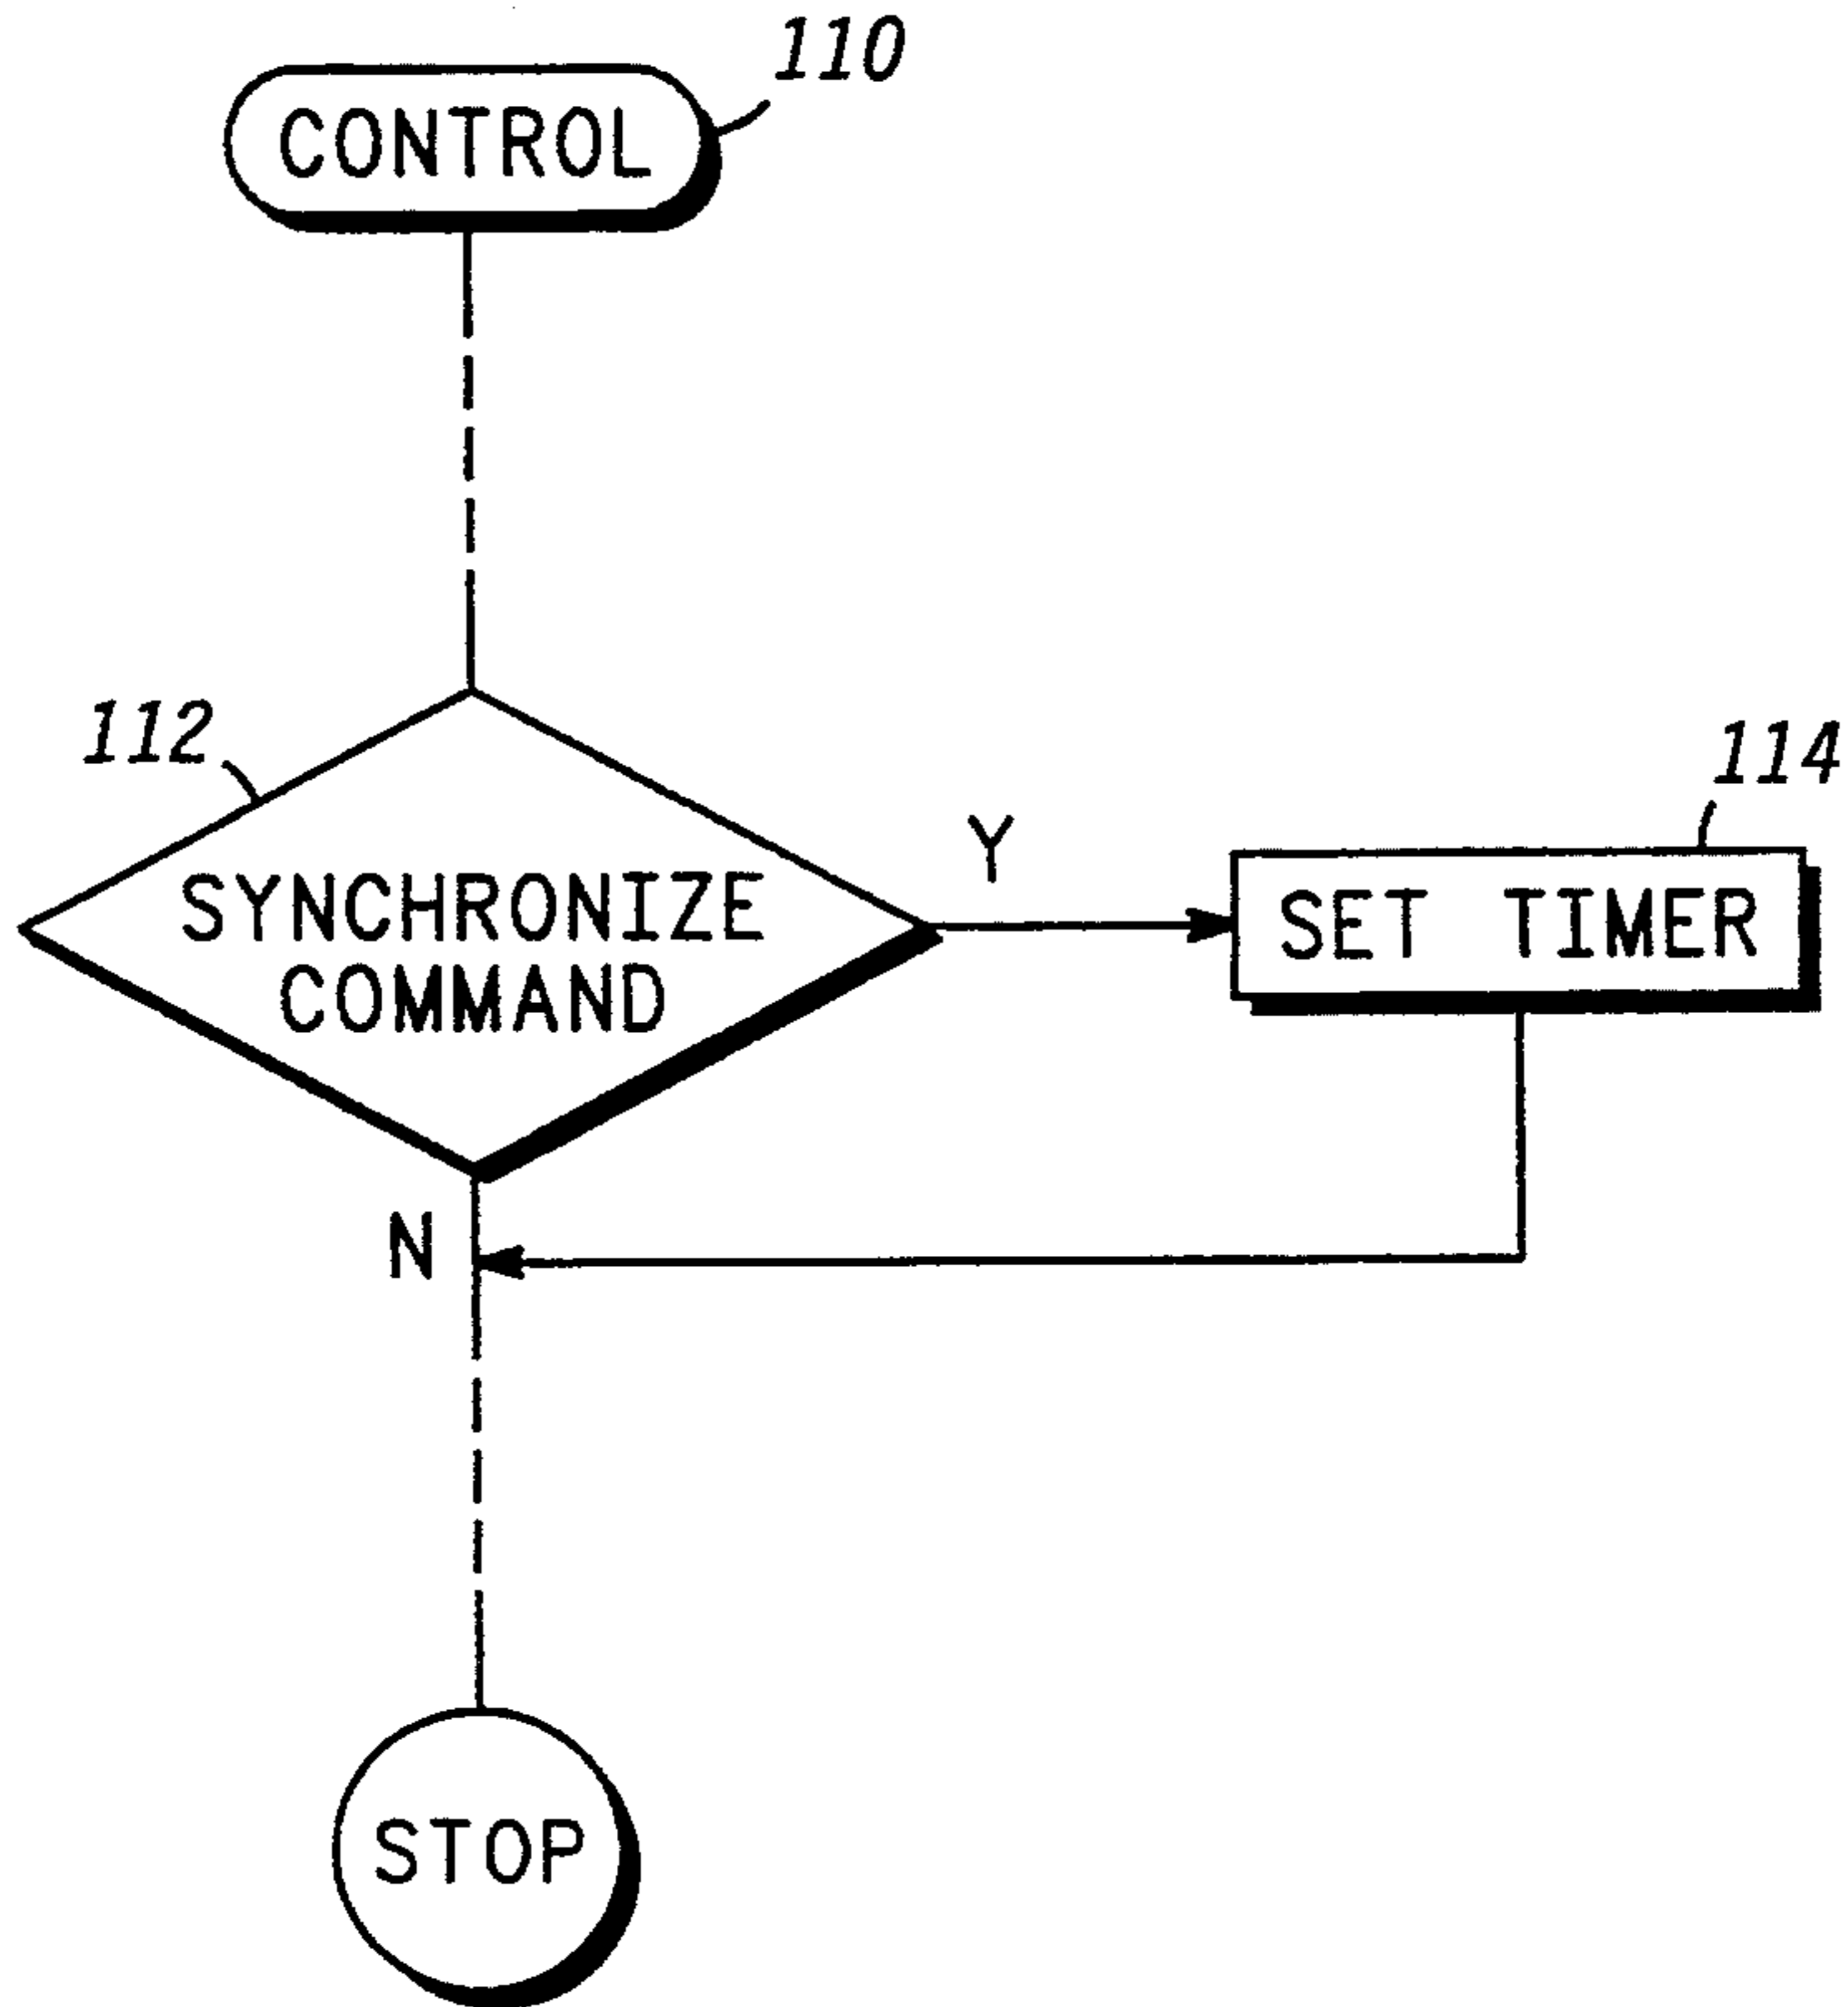 110
CONTROL
112
SYNCHRONIZE
COMMAND
Y
114
SET TIMER
N
STOP